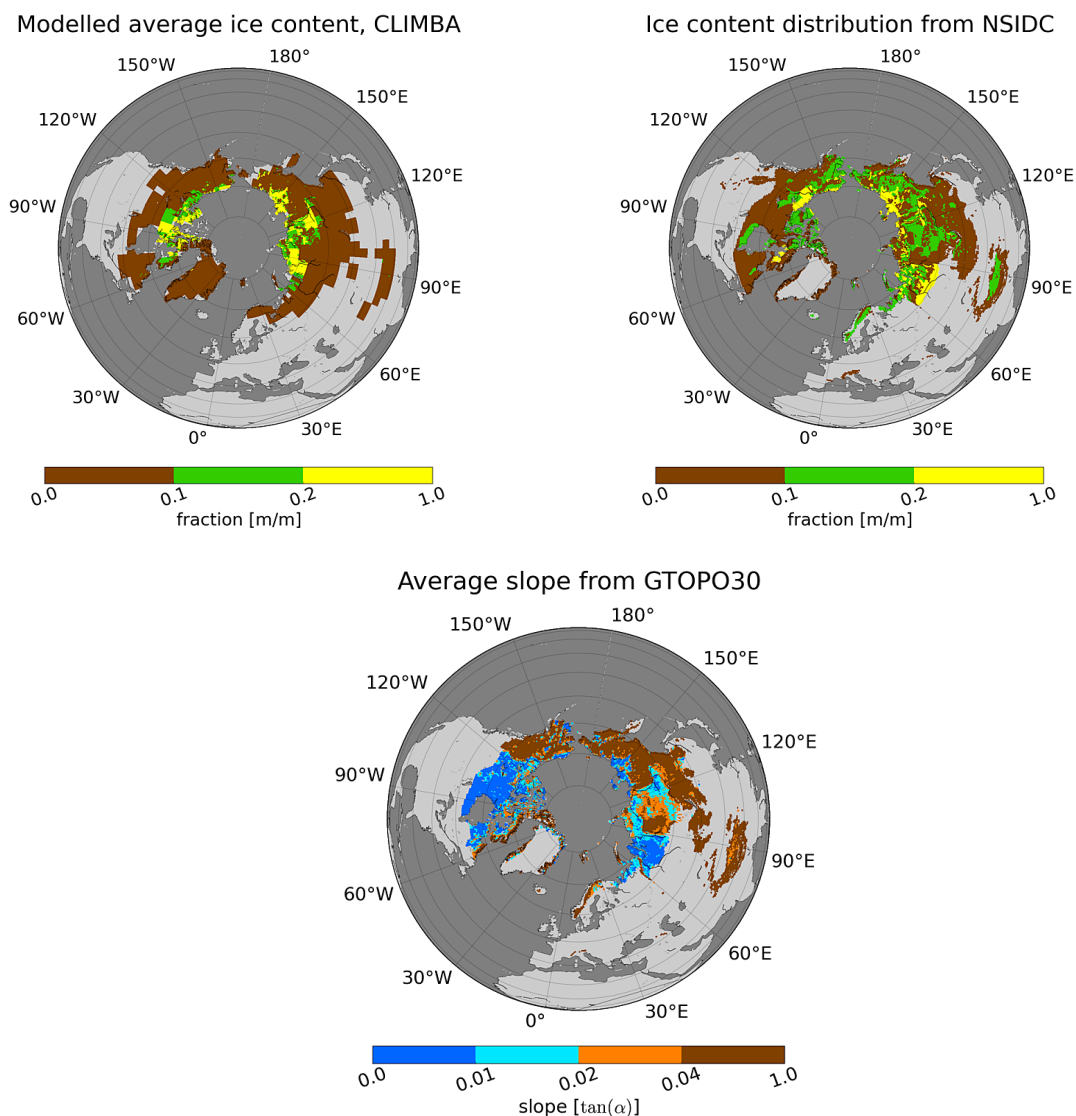 Modelled average ice content, CLIMBA
180°
150°W
150°E
120°W
120°E
90°W
90°E
60°W
60°E
30°W
30°E
0°
0.0 0.1 0.2 1.0
fraction [m/m]
Ice content distribution from NSIDC
180°
150°W
150°E
120°W
120°E
90°W
90°E
60°W
60°E
30°W
30°E
0°
0.0 0.1 0.2 1.0
fraction [m/m]
Average slope from GTOPO30
180°
150°W
150°E
120°W
120°E
90°W
90°E
60°W
60°E
30°W
30°E
0°
0.0 0.01 0.02 0.04 1.0
slope [tan(α)]